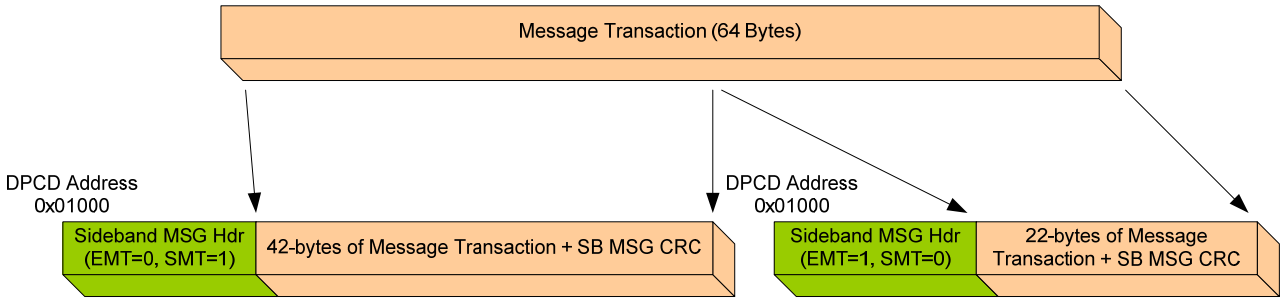 Message Transaction (64 Bytes)
DPCD Address
0x01000
Sideband MSG Hdr
(EMT=0, SMT=1)
42-bytes of Message Transaction + SB MSG CRC
DPCD Address
0x01000
Sideband MSG Hdr
(EMT=1, SMT=0)
22-bytes of Message
Transaction + SB MSG CRC